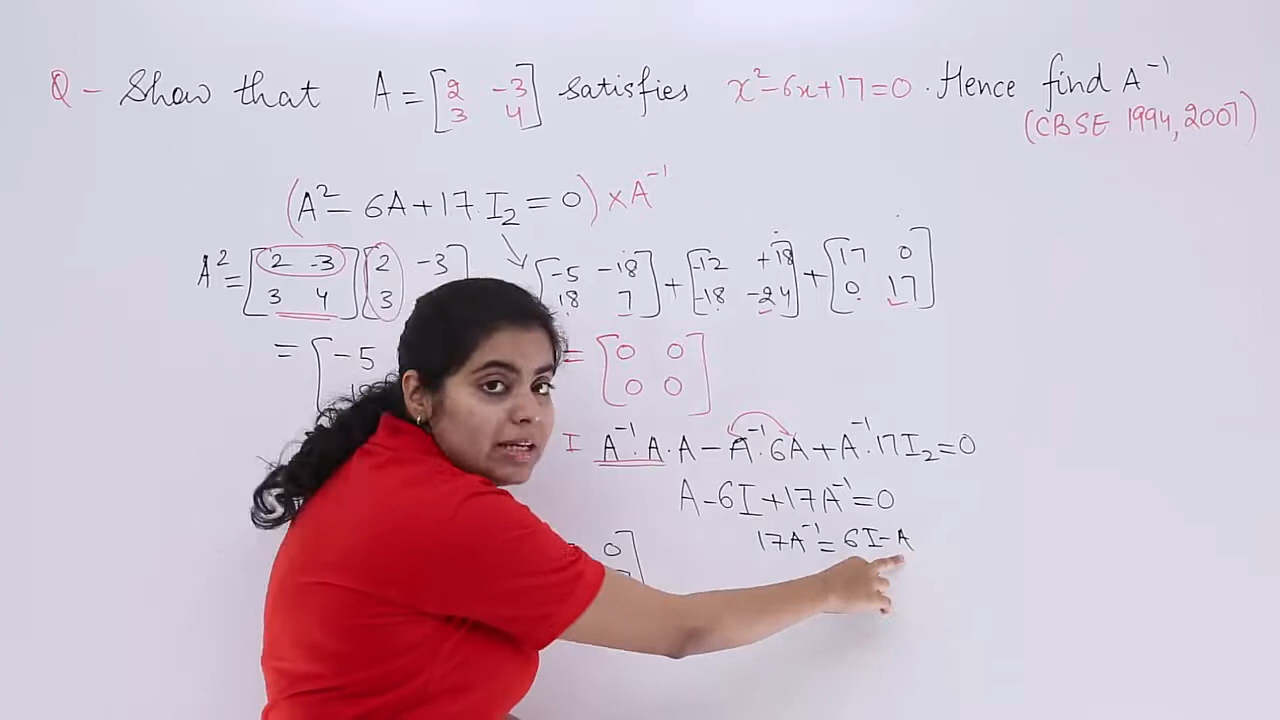 Q - Show that A = [2 -3 satisfies x²-6x+17=0. Hence find A⁻¹
3 4]
(CBSE 1994, 2007)
(A²- 6A+17.I₂=0)×A⁻¹
A²= [2 -3 [2 -3 [-5 -18 + [-12 +18 + [17 0
3 4] 3 18 7] -18 -24] 0 17]
= [-5 = [0 0
0 0]
I A⁻¹.A.A-A⁻¹.6A+A⁻¹.17I₂=0
A-6I+17A⁻¹=0
17A⁻¹=6I-A
0]